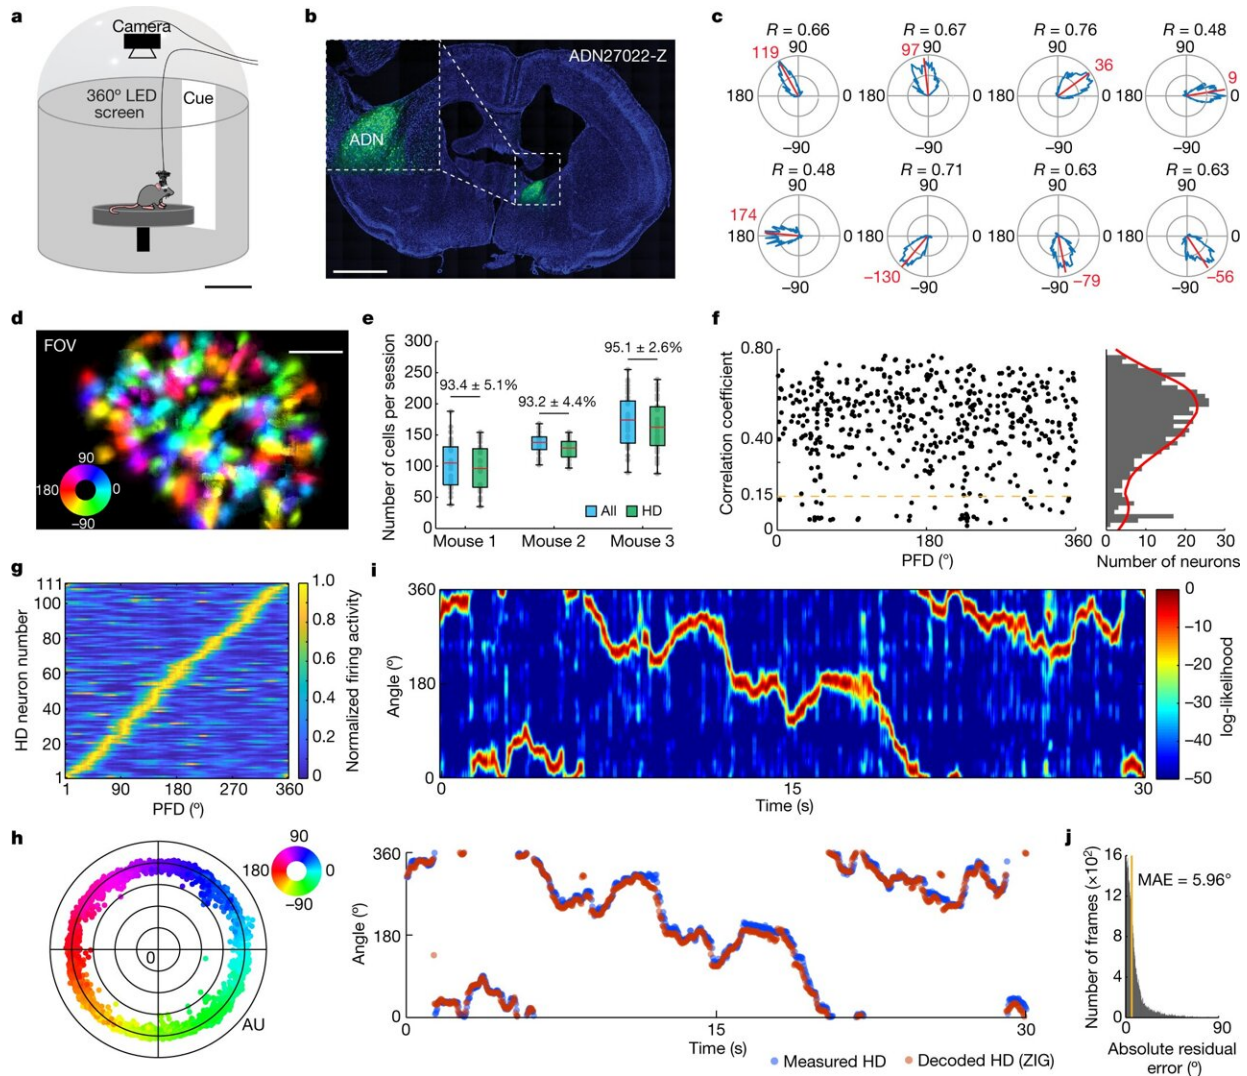 a
Camera
360° LED
screen
Cue
b
ADN27022-Z
ADN
c
R = 0.66
90
119
180
−90
R = 0.67
90
97
−90
R = 0.76
90
36
−90
R = 0.48
90
9
0
−90
R = 0.48
90
174
180
0
−90
R = 0.71
90
180
−130
−90
R = 0.63
90
0
−79
−90
R = 0.63
90
180
0
−56
−90
d
FOV
90
180
0
−90
e
Number of cells per session
300
250
200
150
100
50
0
93.4 ± 5.1%
93.2 ± 4.4%
95.1 ± 2.6%
All
HD
Mouse 1
Mouse 2
Mouse 3
f
Correlation coefficient
0.80
0.40
0.15
0
0
180
360
PFD (°)
0
10
20
30
Number of neurons
g
HD neuron number
111
100
80
60
40
20
1
1
90
180
270
360
PFD (°)
1.0
0.8
0.6
0.4
0.2
0
Normalized firing activity
i
Angle (°)
360
180
0
0
15
30
Time (s)
−0
−10
−20
−30
−40
−50
log-likelihood
h
90
180
0
−90
0
AU
Angle (°)
360
180
0
0
15
30
Time (s)
Measured HD
Decoded HD (ZIG)
j
Number of frames (×10²)
16
12
8
4
0
MAE = 5.96°
0
90
Absolute residual
error (°)